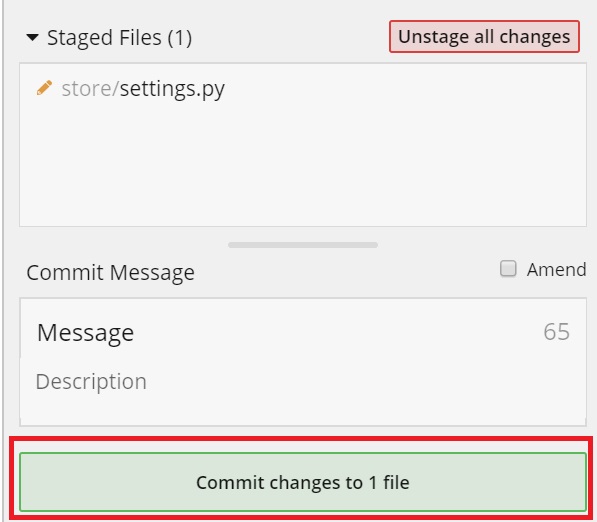 Staged Files (1)
Unstage all changes
store/settings.py
Commit Message
Amend
Message
65
Description
Commit changes to 1 file